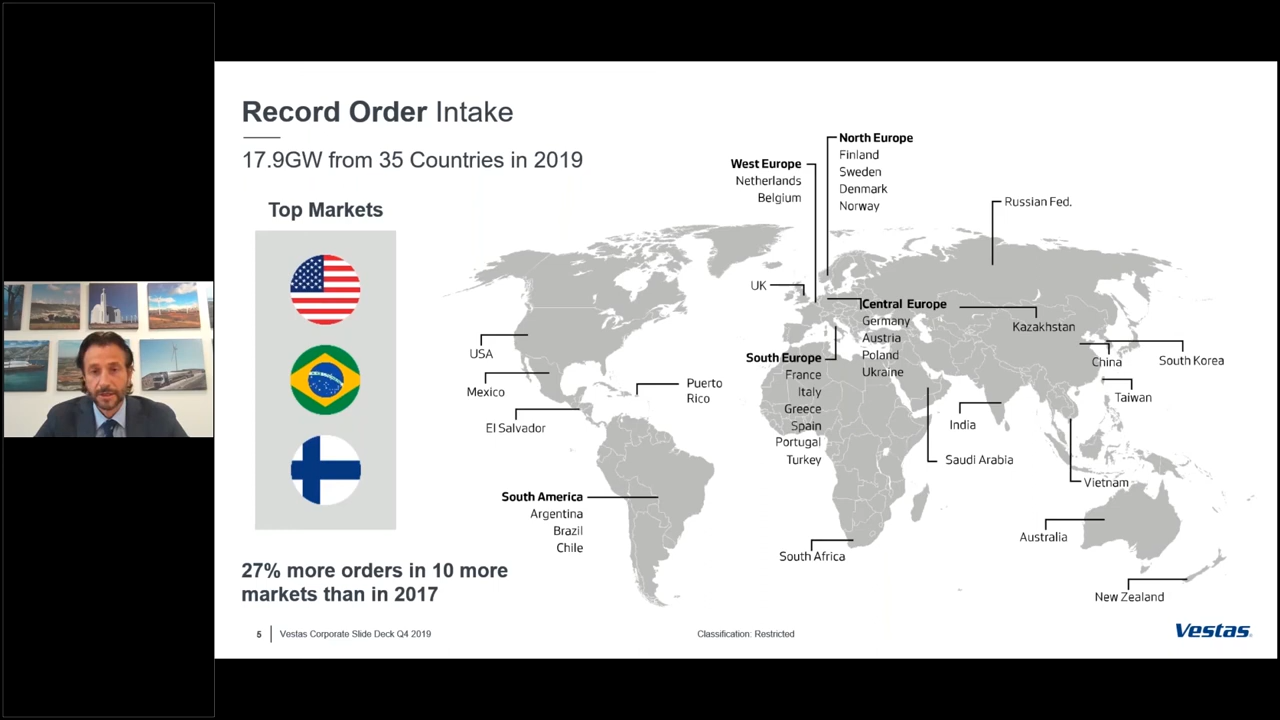 Record Order Intake
17.9GW from 35 Countries in 2019
Top Markets
27% more orders in 10 more
markets than in 2017
USA
Mexico
El Salvador
Puerto
Rico
South America
Argentina
Brazil
Chile
West Europe
Netherlands
Belgium
North Europe
Finland
Sweden
Denmark
Norway
UK
Central Europe
Germany
Austria
Poland
Ukraine
South Europe
France
Italy
Greece
Spain
Portugal
Turkey
Russian Fed.
Kazakhstan
China
South Korea
Taiwan
India
Saudi Arabia
Vietnam
South Africa
Australia
New Zealand
5
Vestas Corporate Slide Deck Q4 2019
Classification: Restricted
Vestas.